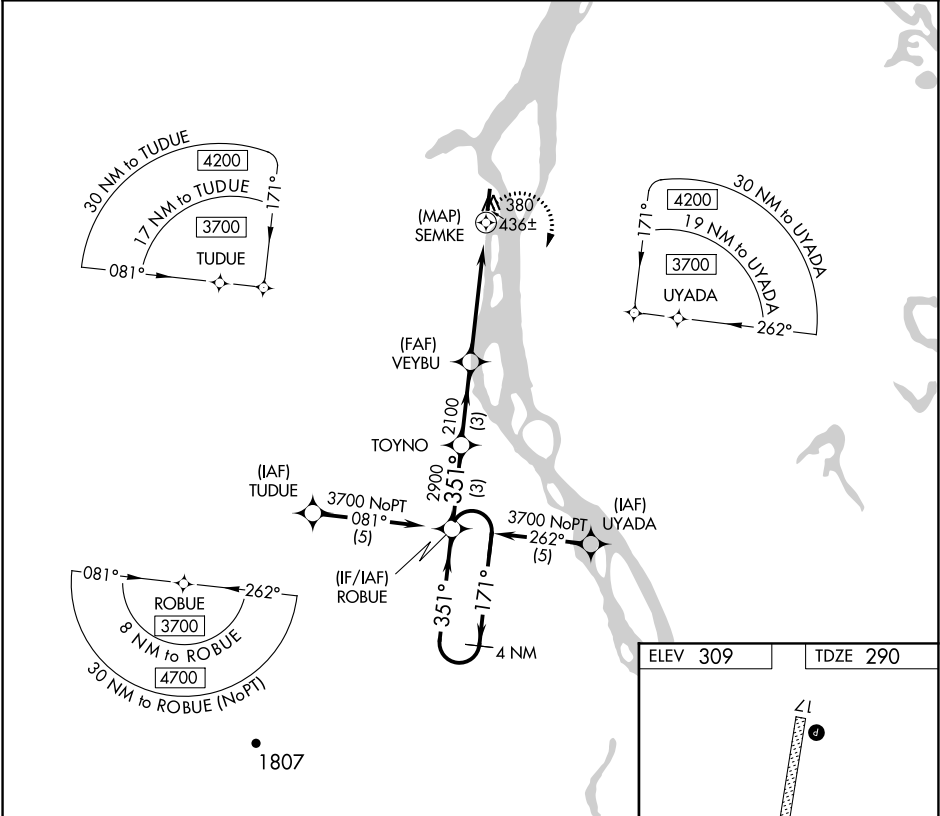 30 NM to TUDUE
4200
17 NM to TUDUE
3700
TUDUE
081°
171°
30 NM to UYADA
4200
19 NM to UYADA
3700
UYADA
171°
262°
(MAP)
SEMKE
380
436±
(FAF)
VEYBU
2100
(3)
TOYNO
2900
351°
(3)
(IAF)
TUDUE
3700 NoPT
081°
(5)
3700 NoPT
262°
(5)
(IAF)
UYADA
(IF/IAF)
ROBUE
351°
171°
4 NM
081°
262°
ROBUE
3700
8 NM to ROBUE
4700
30 NM to ROBUE (NoPT)
1807
ELEV 309
TDZE 290
17
P